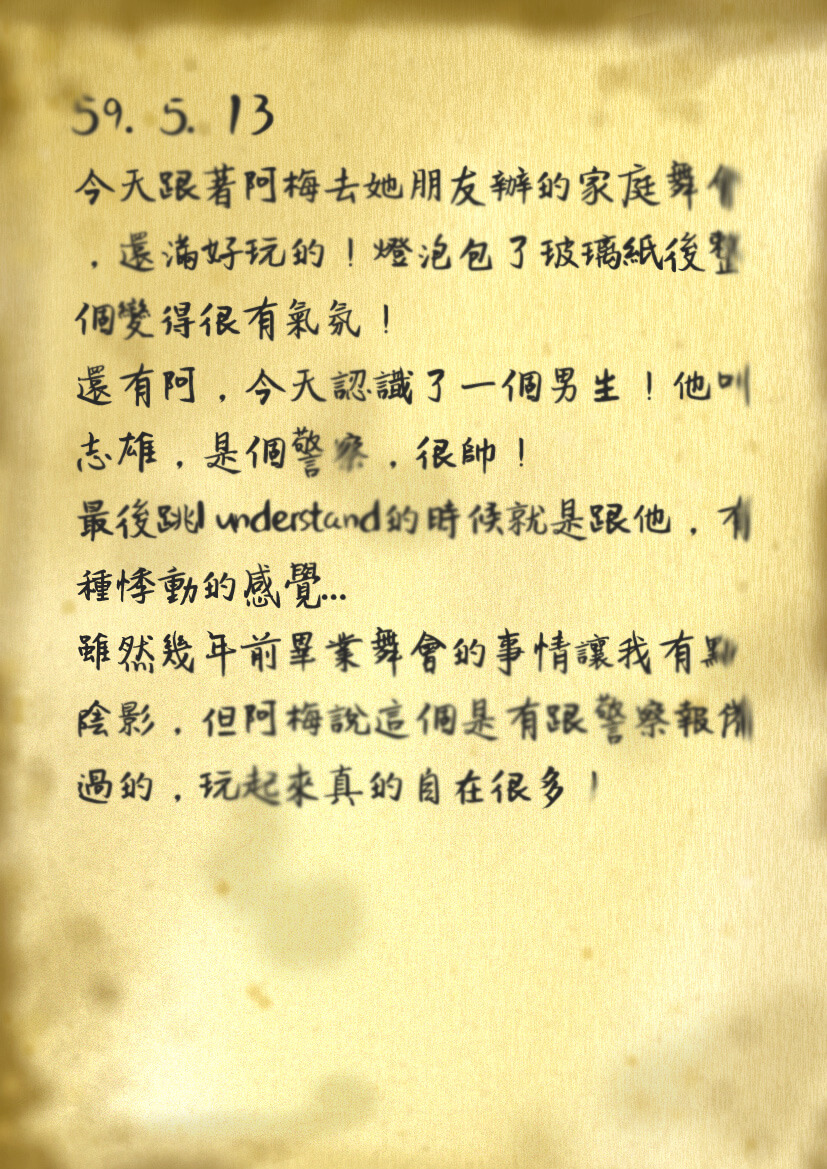 59. 5. 13
今天跟著阿梅去她朋友辦的家庭舞會
，還滿好玩的！燈泡包了玻璃紙後整
個變得很有氣氛！
還有阿，今天認識了一個男生！他叫
志雄，是個警察，很帥！
最後跳I understand的時候就是跟他，有
種悸動的感覺...
雖然幾年前畢業舞會的事情讓我有點
陰影，但阿梅說這個是有跟警察報備
過的，玩起來真的自在很多！